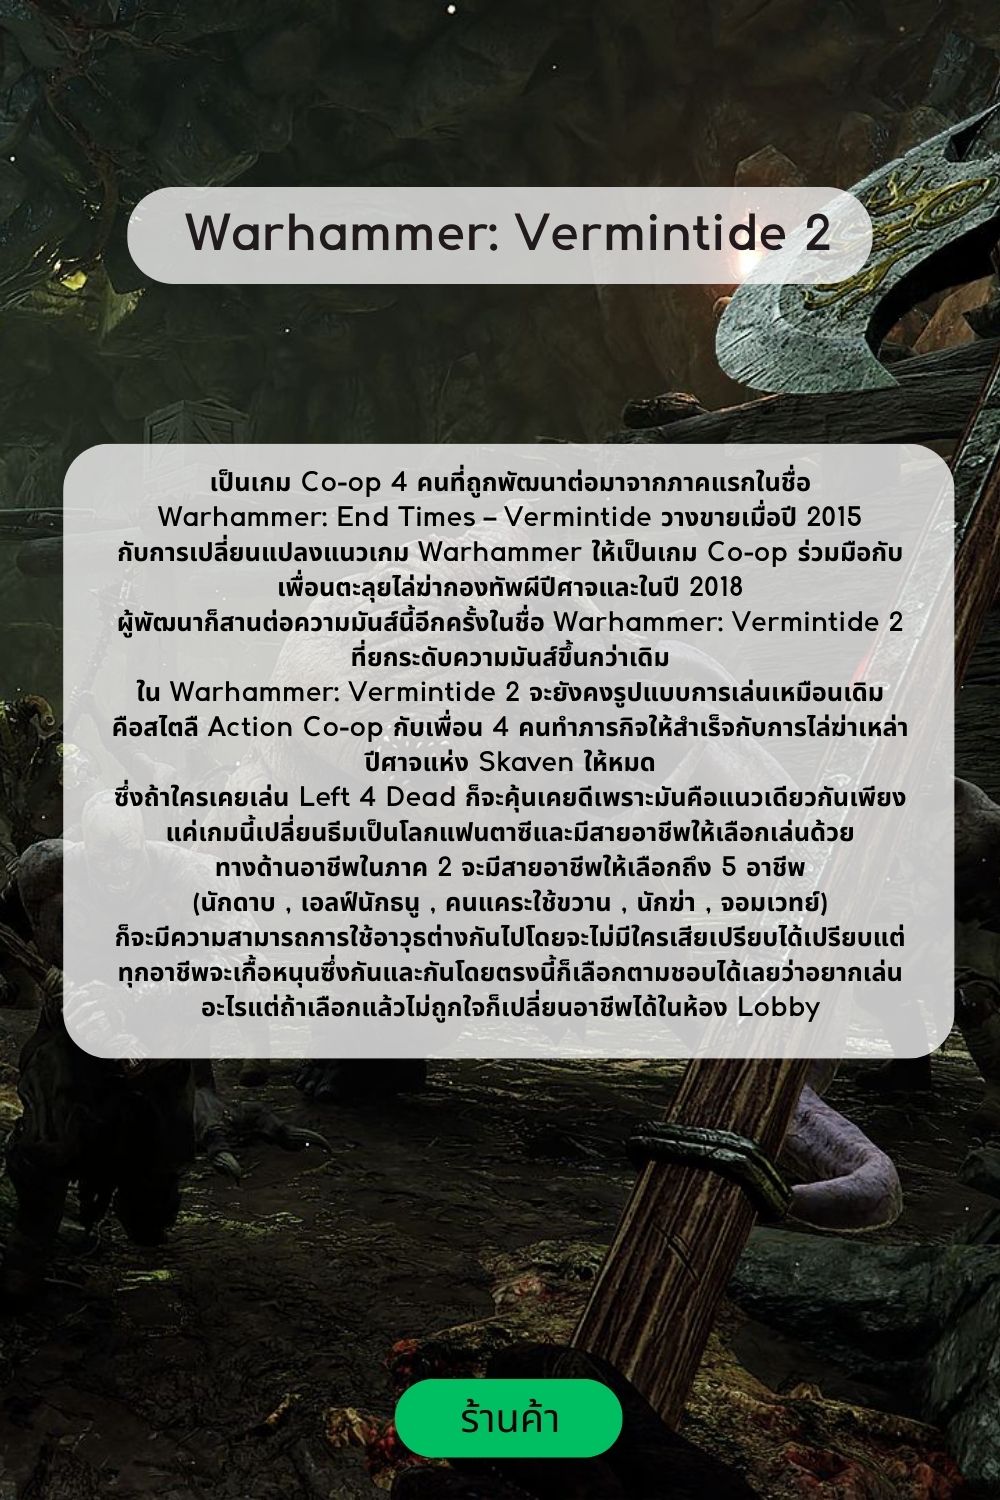 Warhammer: Vermintide 2
เป็นเกม Co-op 4 คนที่ถูกพัฒนาต่อมาจากภาคแรกในชื่อ
Warhammer: End Times – Vermintide วางขายเมื่อปี 2015
กับการเปลี่ยนแปลงแนวเกม Warhammer ให้เป็นเกม Co-op ร่วมมือกับ
เพื่อนตะลุยไล่ฆ่ากองทัพผีปีศาจและในปี 2018
ผู้พัฒนาก็สานต่อความมันส์นี้อีกครั้งในชื่อ Warhammer: Vermintide 2
ที่ยกระดับความมันส์ขึ้นกว่าเดิม
ใน Warhammer: Vermintide 2 จะยังคงรูปแบบการเล่นเหมือนเดิม
คือสไตลื Action Co-op กับเพื่อน 4 คนทำภารกิจให้สำเร็จกับการไล่ฆ่าเหล่า
ปีศาจแห่ง Skaven ให้หมด
ซึ่งถ้าใครเคยเล่น Left 4 Dead ก็จะคุ้นเคยดีเพราะมันคือแนวเดียวกันเพียง
แค่เกมนี้เปลี่ยนธีมเป็นโลกแฟนตาซีและมีสายอาชีพให้เลือกเล่นด้วย
ทางด้านอาชีพในภาค 2 จะมีสายอาชีพให้เลือกถึง 5 อาชีพ
(นักดาบ , เอลฟ์นักธนู , คนแคระใช้ขวาน , นักฆ่า , จอมเวทย์)
ก็จะมีความสามารถการใช้อาวุธต่างกันไปโดยจะไม่มีใครเสียเปรียบได้เปรียบแต่
ทุกอาชีพจะเกื้อหนุนซึ่งกันและกันโดยตรงนี้ก็เลือกตามชอบได้เลยว่าอยากเล่น
อะไรแต่ถ้าเลือกแล้วไม่ถูกใจก็เปลี่ยนอาชีพได้ในห้อง Lobby
ร้านค้า